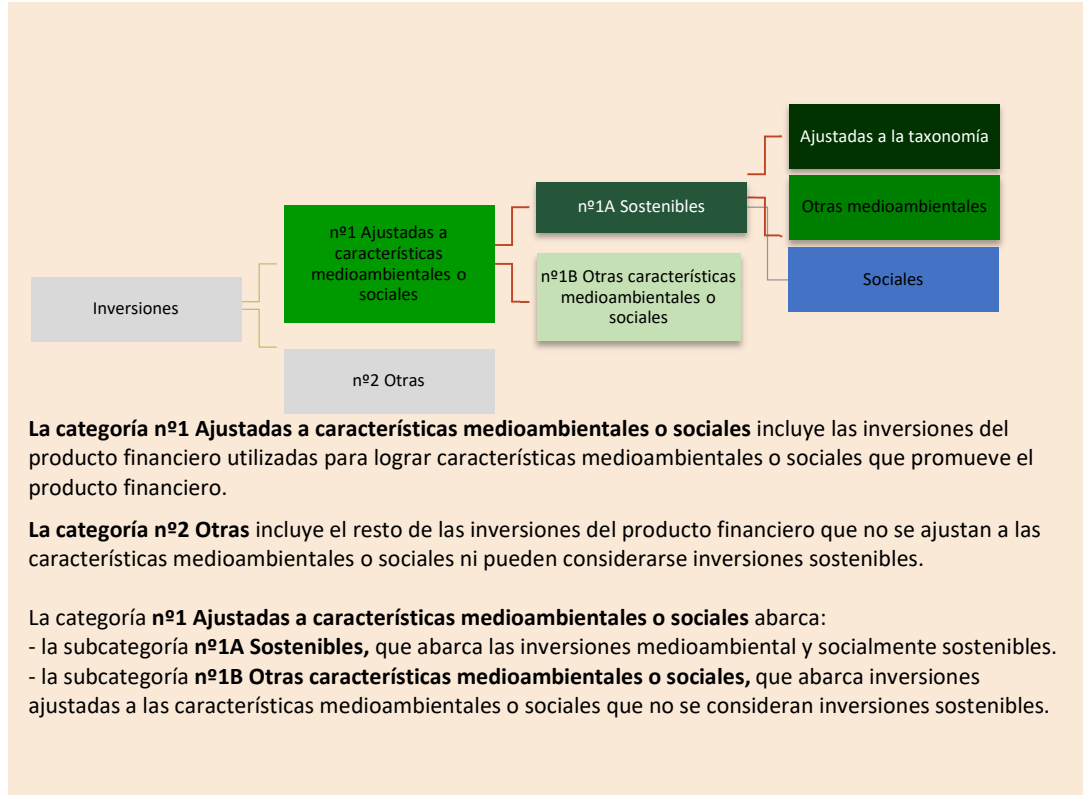 Ajustadas a la taxonomía
nº1A Sostenibles
Otras medioambientales
nº1 Ajustadas a
características
medioambientales o
sociales
nº1B Otras características
medioambientales o
sociales
Sociales
Inversiones
nº2 Otras
La categoría nº1 Ajustadas a características medioambientales o sociales incluye las inversiones del
producto financiero utilizadas para lograr características medioambientales o sociales que promueve el
producto financiero.
La categoría nº2 Otras incluye el resto de las inversiones del producto financiero que no se ajustan a las
características medioambientales o sociales ni pueden considerarse inversiones sostenibles.
La categoría nº1 Ajustadas a características medioambientales o sociales abarca:
- la subcategoría nº1A Sostenibles, que abarca las inversiones medioambiental y socialmente sostenibles.
- la subcategoría nº1B Otras características medioambientales o sociales, que abarca inversiones
ajustadas a las características medioambientales o sociales que no se consideran inversiones sostenibles.